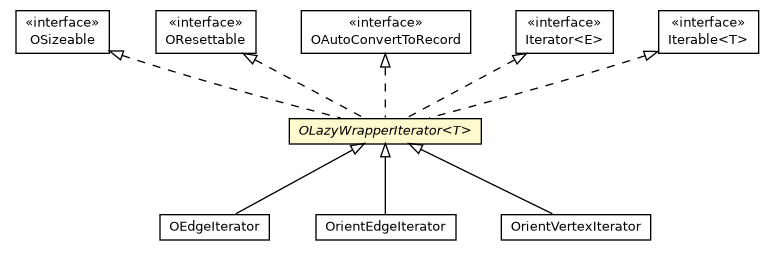 «interface»
OSizeable
«interface»
OResettable
«interface»
OAutoConvertToRecord
«interface»
Iterator<E>
«interface»
Iterable<T>
OLazyWrapperIterator<T>
OEdgeIterator
OrientEdgeIterator
OrientVertexIterator